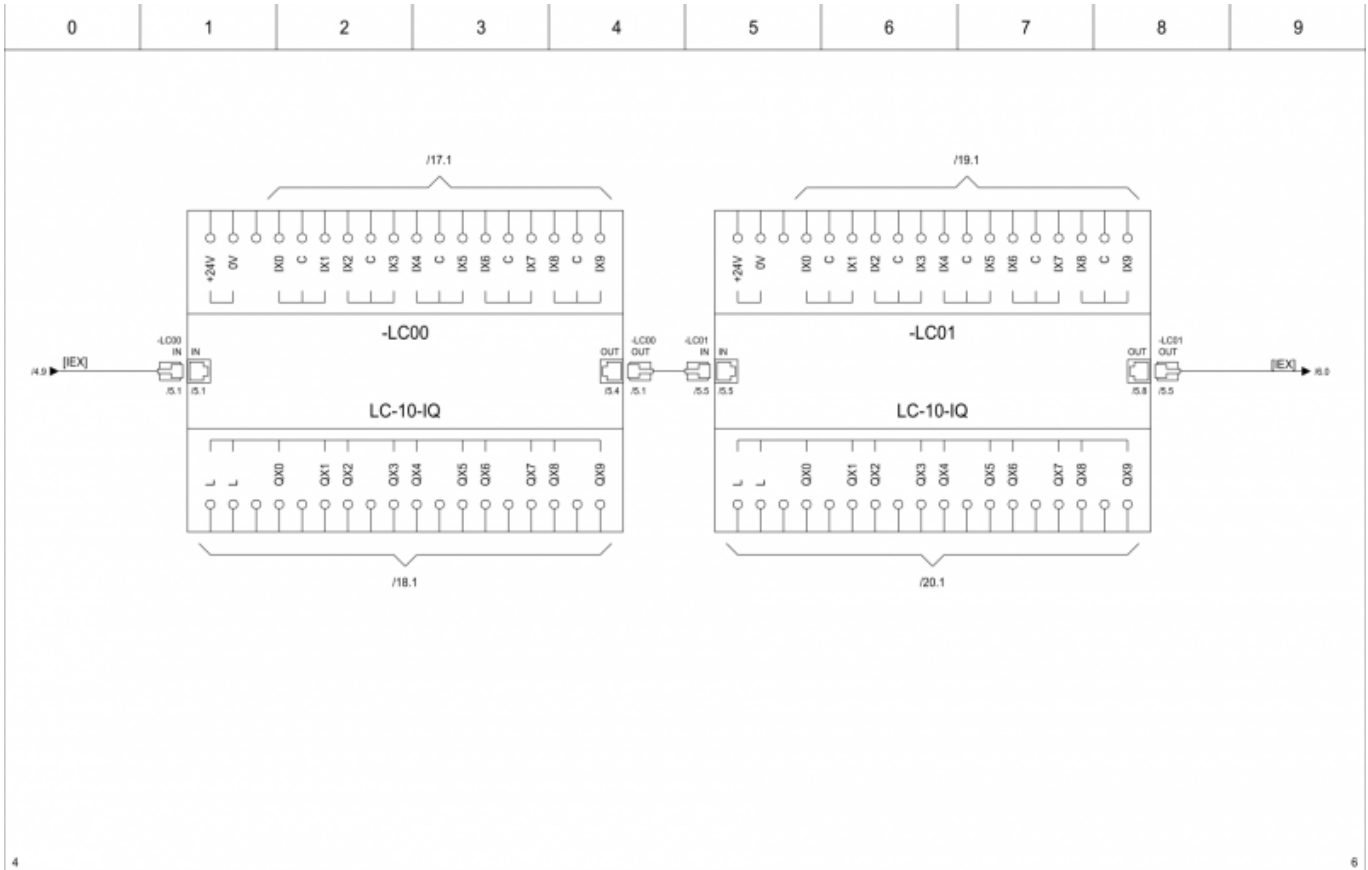 0 1 2 3 4 5 6 7 8 9
/17.1 /19.1
+24V 0V IX0 C IX1 IX2 C IX3 IX4 C IX5 IX6 C IX7 IX8 C IX9
+24V 0V IX0 C IX1 IX2 C IX3 IX4 C IX5 IX6 C IX7 IX8 C IX9
-LC00 -LC01
-LC00 -LC00 -LC01 -LC01
IN IN OUT OUT IN IN OUT OUT
/4.9 [IEX] [IEX] /6.0
/5.1 /5.1 /5.4 /5.1 /5.5 /5.5 /5.8 /5.5
LC-10-IQ LC-10-IQ
L L QX0 QX1 QX2 QX3 QX4 QX5 QX6 QX7 QX8 QX9
L L QX0 QX1 QX2 QX3 QX4 QX5 QX6 QX7 QX8 QX9
/18.1 /20.1
4 6